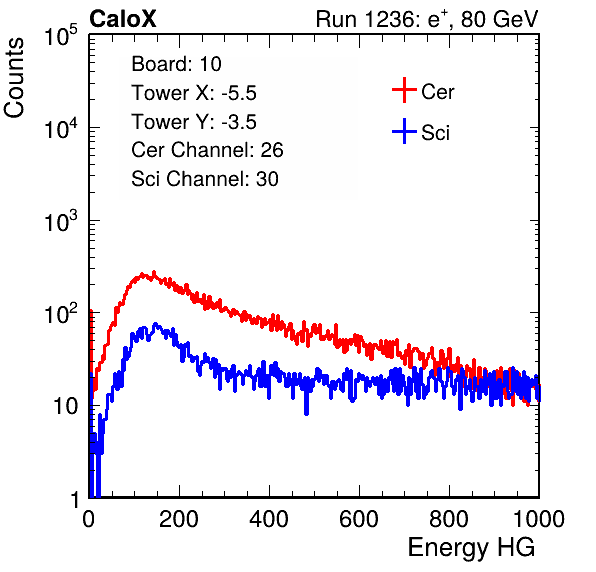 CaloX Run 1236: e⁺, 80 GeV
Counts
Board: 10
Tower X: -5.5
Tower Y: -3.5
Cer Channel: 26
Sci Channel: 30
Cer
Sci
10⁵
10⁴
10³
10²
10
1
0 200 400 600 800 1000
Energy HG